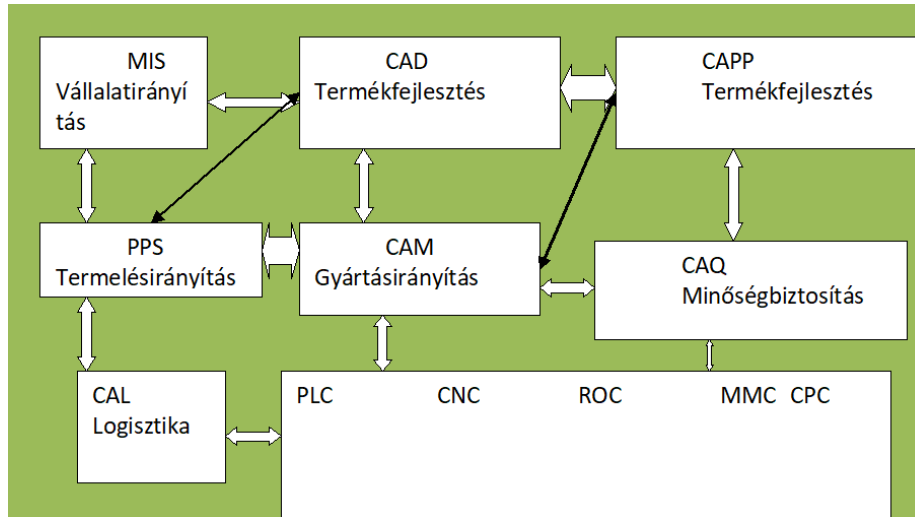 MIS
Vállalatirányí
tás
CAD
Termékfejlesztés
CAPP
Termékfejlesztés
PPS
Termelésirányítás
CAM
Gyártásirányítás
CAQ
Minőségbiztosítás
CAL
Logisztika
PLC CNC ROC MMC CPC